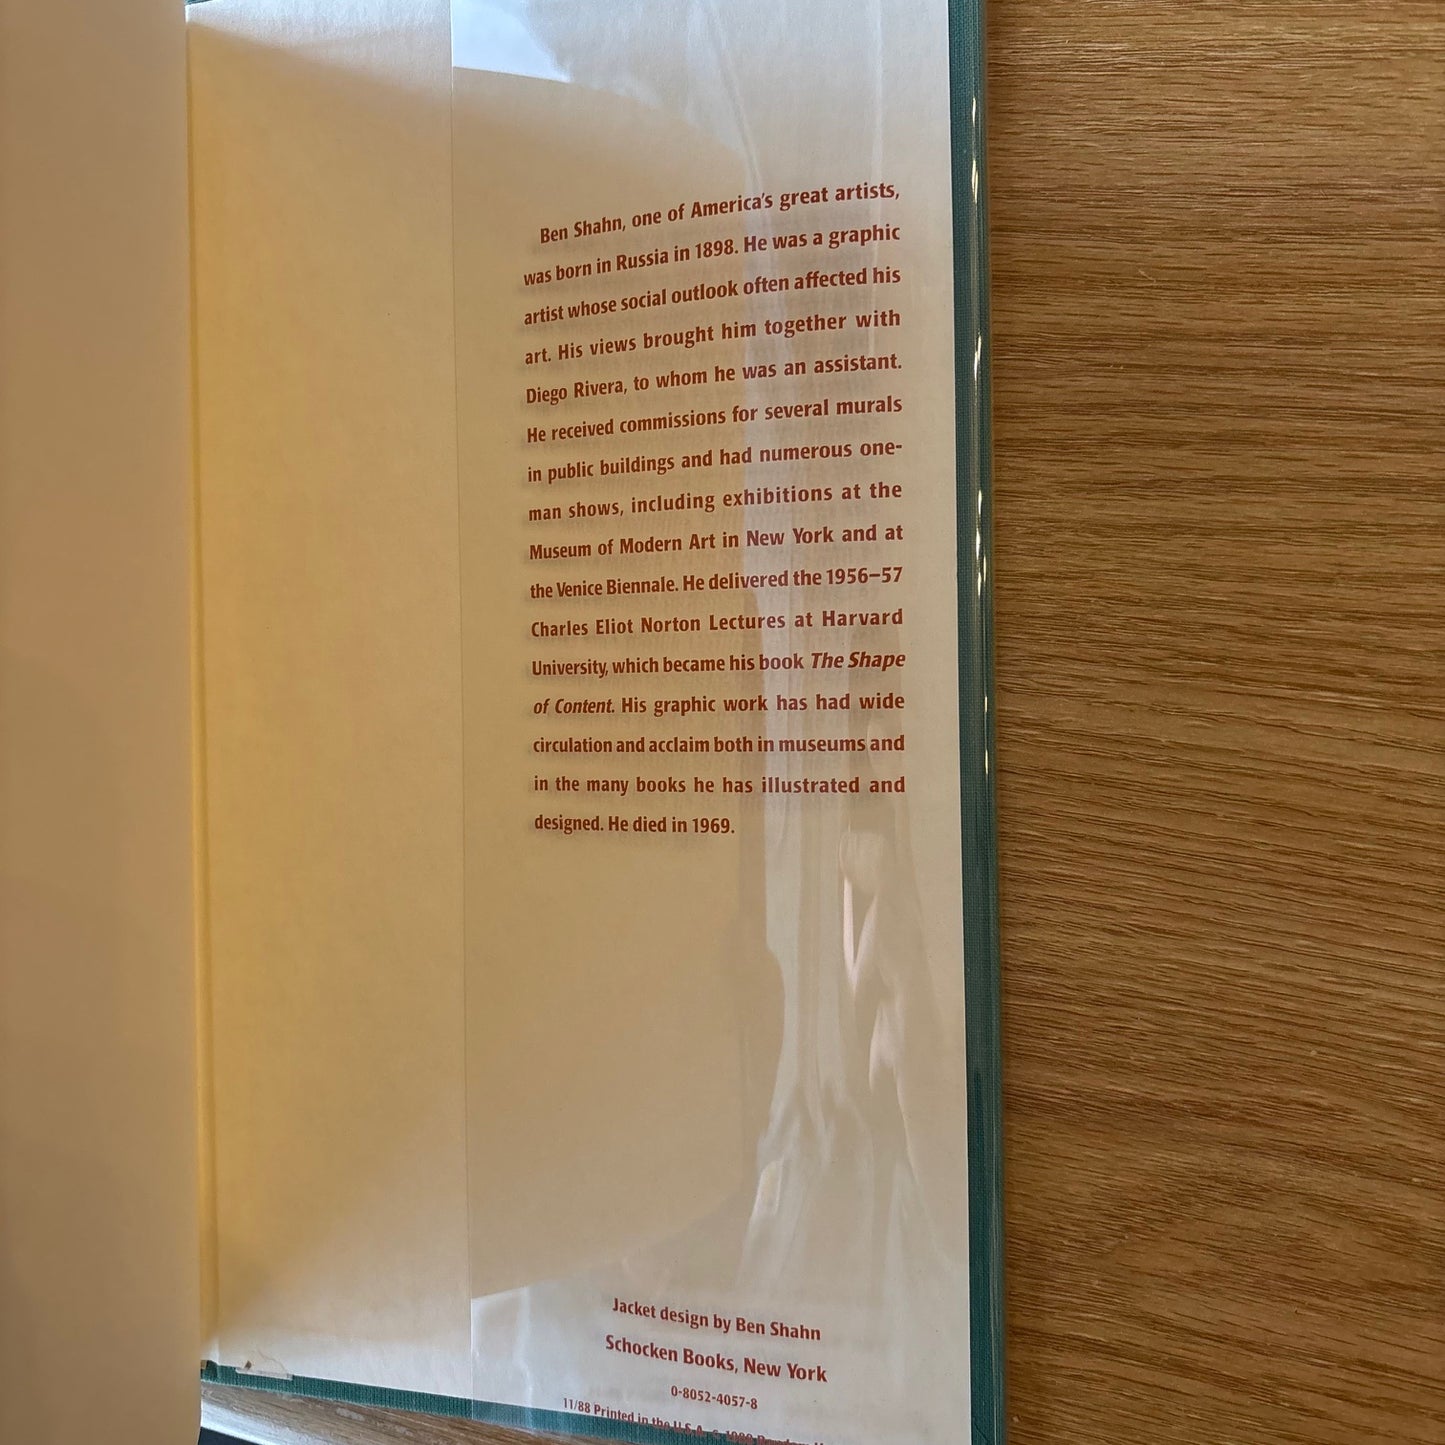 Ben Shahn, one of America's great artists,
was born in Russia in 1898. He was a graphic
artist whose social outlook often affected his
art. His views brought him together with
Diego Rivera, to whom he was an assistant.
He received commissions for several murals
in public buildings and had numerous one-
man shows, including exhibitions at the
Museum of Modern Art in New York and at
the Venice Biennale. He delivered the 1956–57
Charles Eliot Norton Lectures at Harvard
University, which became his book The Shape
of Content. His graphic work has had wide
circulation and acclaim both in museums and
in the many books he has illustrated and
designed. He died in 1969.
Jacket design by Ben Shahn
Schocken Books, New York
0-8052-4057-8
11/88 Printed in the U.S.A.